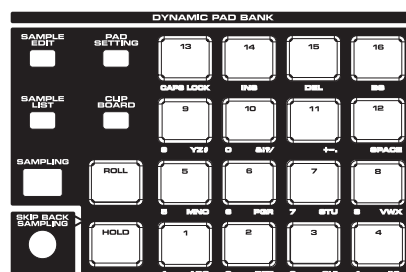 DYNAMIC PAD BANK
SAMPLE EDIT
PAD SETTING
13 14 15 16
CAPS LOCK INS DEL BS
SAMPLE LIST
CLIP BOARD
9 10 11 12
YZ# &!?/ SPACE
SAMPLING
ROLL
5 6 7 8
MNO PQR 7 STU VWX
SKIP BACK SAMPLING
HOLD
1 2 3 4